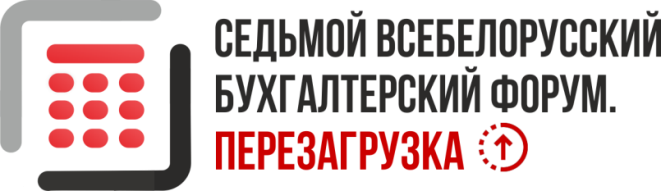 СЕДЬМОЙ ВСЕБЕЛОРУССКИЙ
БУХГАЛТЕРСКИЙ ФОРУМ.
ПЕРЕЗАГРУЗКА